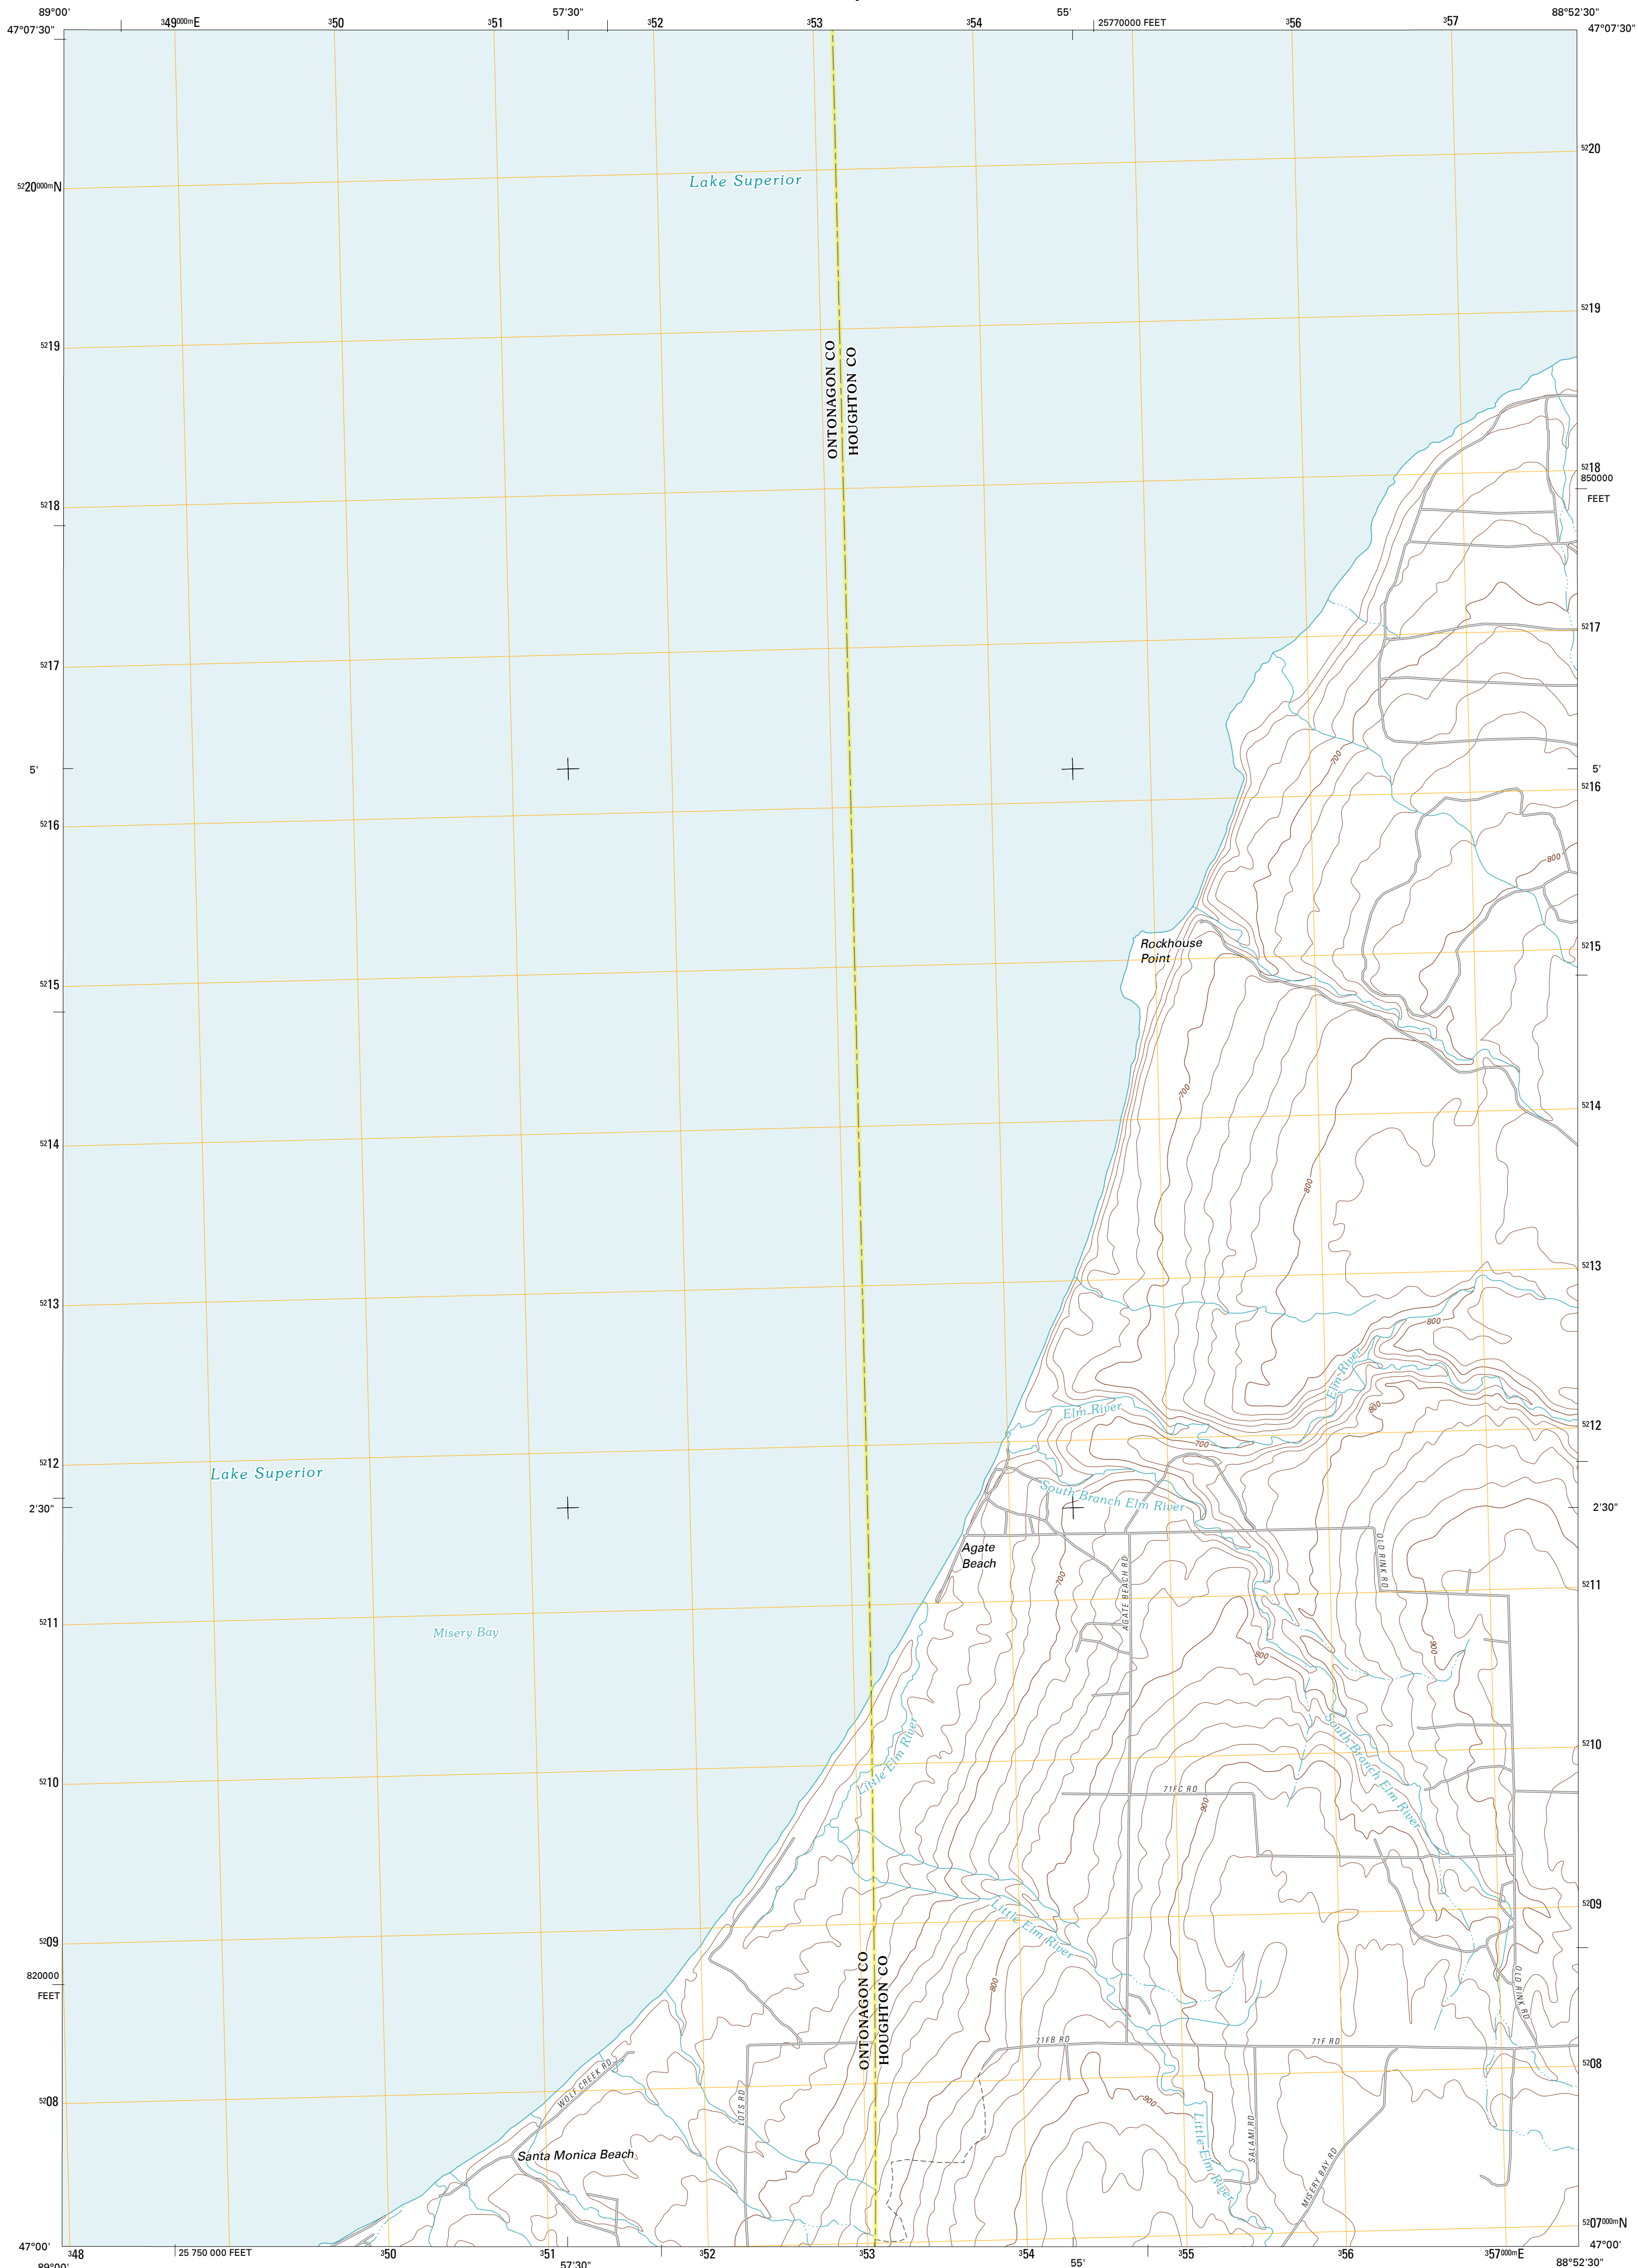 89°00'
349000mE
350
351
57'30"
352
353
354
55'
25770000 FEET
356
357
88°52'30"
47°07'30"
47°07'30"
5220000mN
Lake Superior
5220
5219
5219
ONTONAGON CO
HOUGHTON CO
5218
850000
FEET
5218
5217
5217
700
5'
5'
5216
5216
800
Rockhouse
Point
5215
5215
700
5214
5214
800
5213
5213
800
Elm River
800
Elm River
5212
700
5212
Lake Superior
South Branch Elm River
2'30"
2'30"
Agate
Beach
AGATE BEACH RD
OLD RINK RD
700
5211
5211
Misery Bay
900
800
South Branch Elm River
Little Elm River
5210
5210
71FC RD
900
Little Elm River
5209
5209
820000
FEET
ONTONAGON CO
HOUGHTON CO
800
OLD RINK RD
71FB RD
71F RD
5208
WOLF CREEK RD
LOTS RD
900
5208
Santa Monica Beach
Little Elm River
SALAMI RD
MISERY BAY RD
5207000mN
47°00'
47°00'
348
25 750 000 FEET
350
351
57'30"
352
353
354
55'
355
356
357000mE
88°52'30"
89°00'